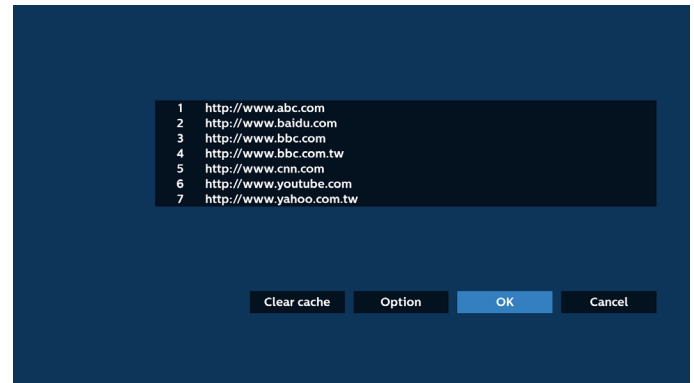 1 http://www.abc.com
2 http://www.baidu.com
3 http://www.bbc.com
4 http://www.bbc.com.tw
5 http://www.cnn.com
6 http://www.youtube.com
7 http://www.yahoo.com.tw
Clear cache Option OK Cancel